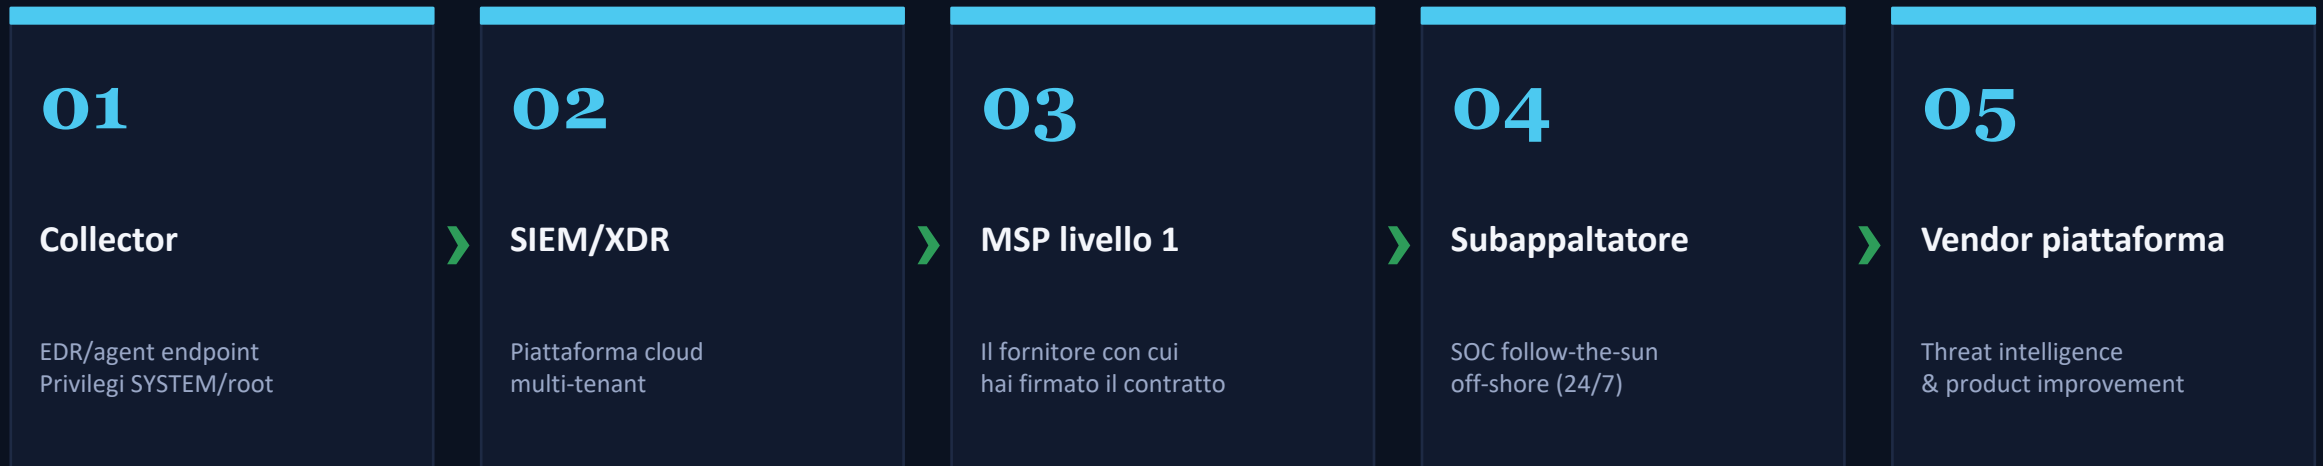 01
Collector
EDR/agent endpoint
Privilegi SYSTEM/root
02
SIEM/XDR
Piattaforma cloud
multi-tenant
03
MSP livello 1
Il fornitore con cui
hai firmato il contratto
04
Subappaltatore
SOC follow-the-sun
off-shore (24/7)
05
Vendor piattaforma
Threat intelligence
& product improvement